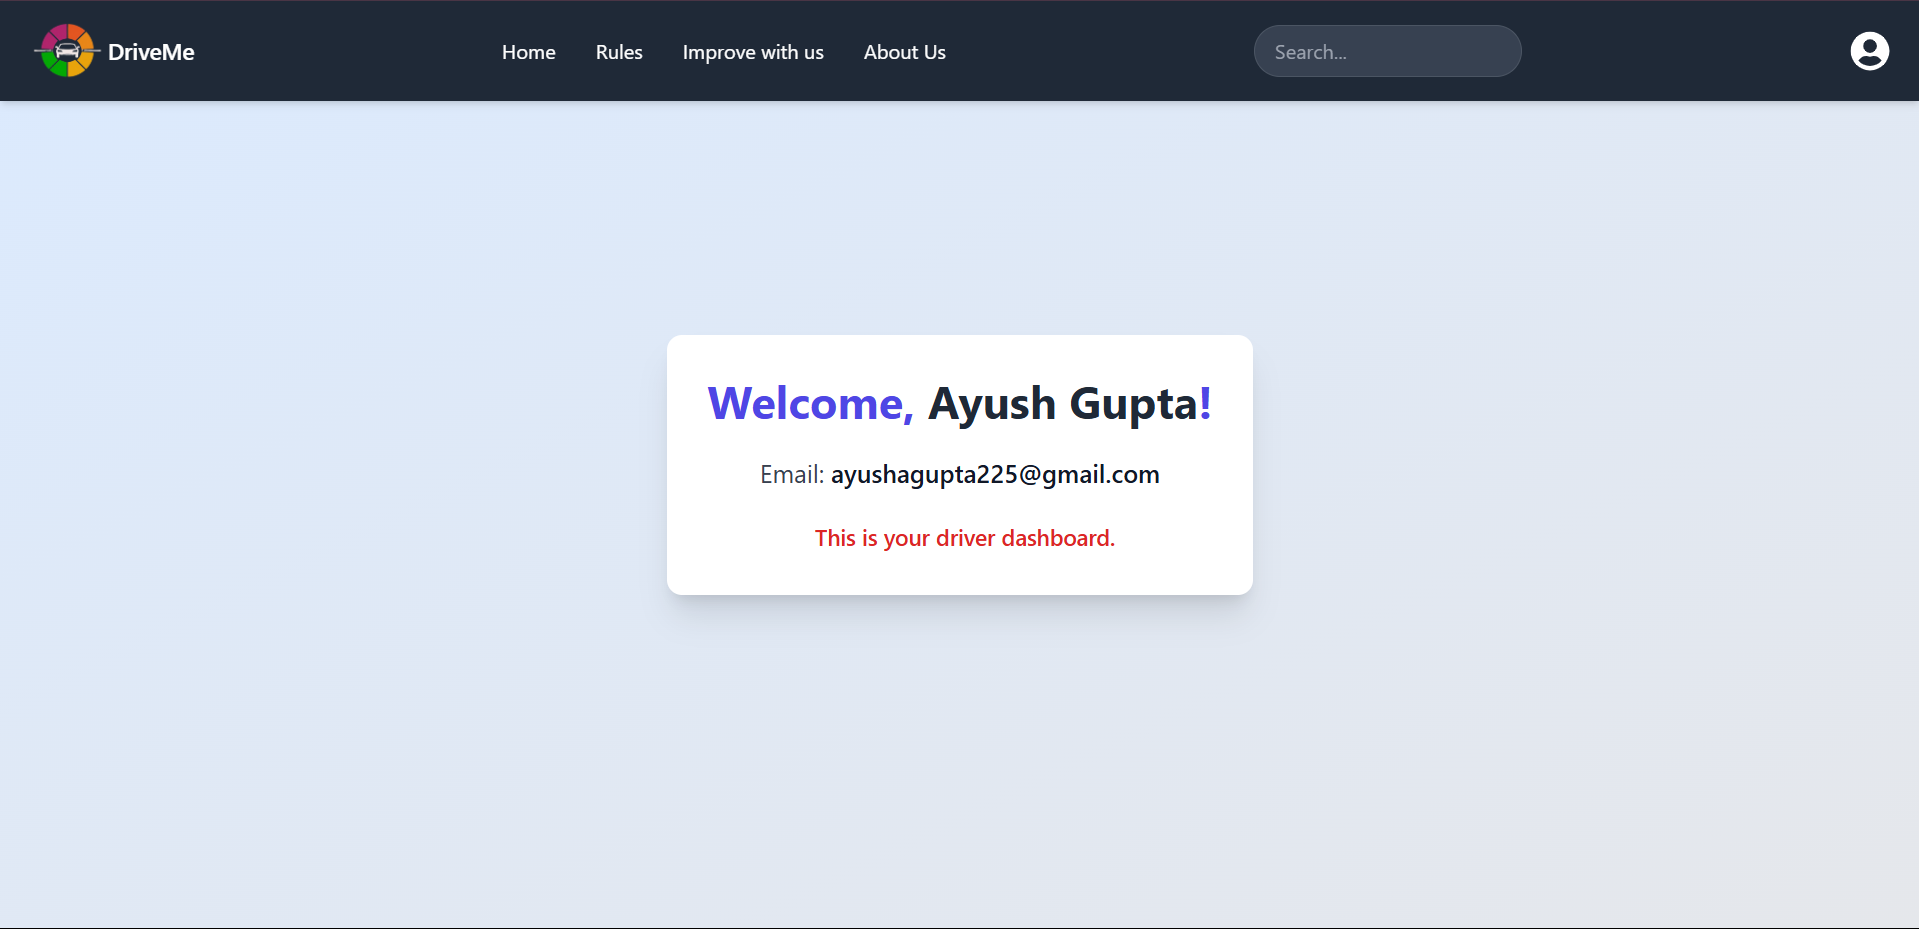 DriveMe
Home
Rules
Improve with us
About Us
Search...
Welcome, Ayush Gupta!
Email: ayushagupta225@gmail.com
This is your driver dashboard.